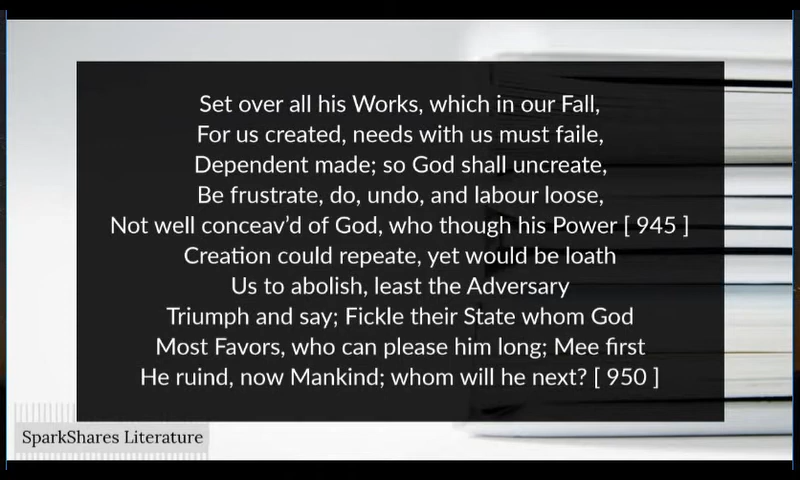 Set over all his Works, which in our Fall,
For us created, needs with us must faile,
Dependent made; so God shall uncreate,
Be frustrate, do, undo, and labour loose,
Not well conceav’d of God, who though his Power [ 945 ]
Creation could repeate, yet would be loath
Us to abolish, least the Adversary
Triumph and say; Fickle their State whom God
Most Favors, who can please him long; Mee first
He ruind, now Mankind; whom will he next? [ 950 ]
SparkShares Literature